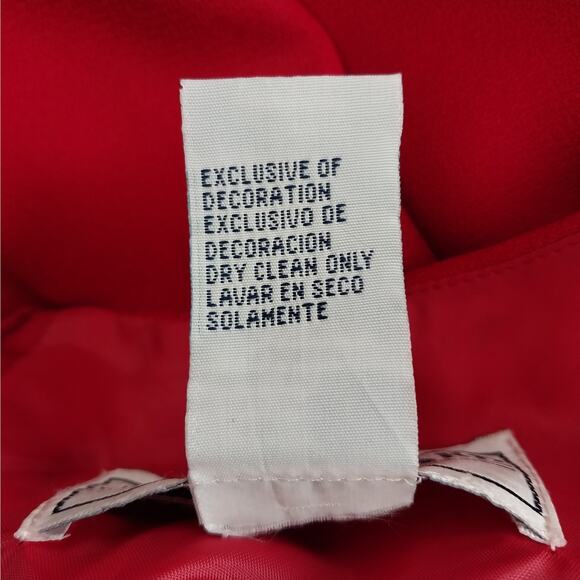 EXCLUSIVE OF
DECORATION
EXCLUSIVO DE
DECORACION
DRY CLEAN ONLY
LAVAR EN SECO
SOLAMENTE